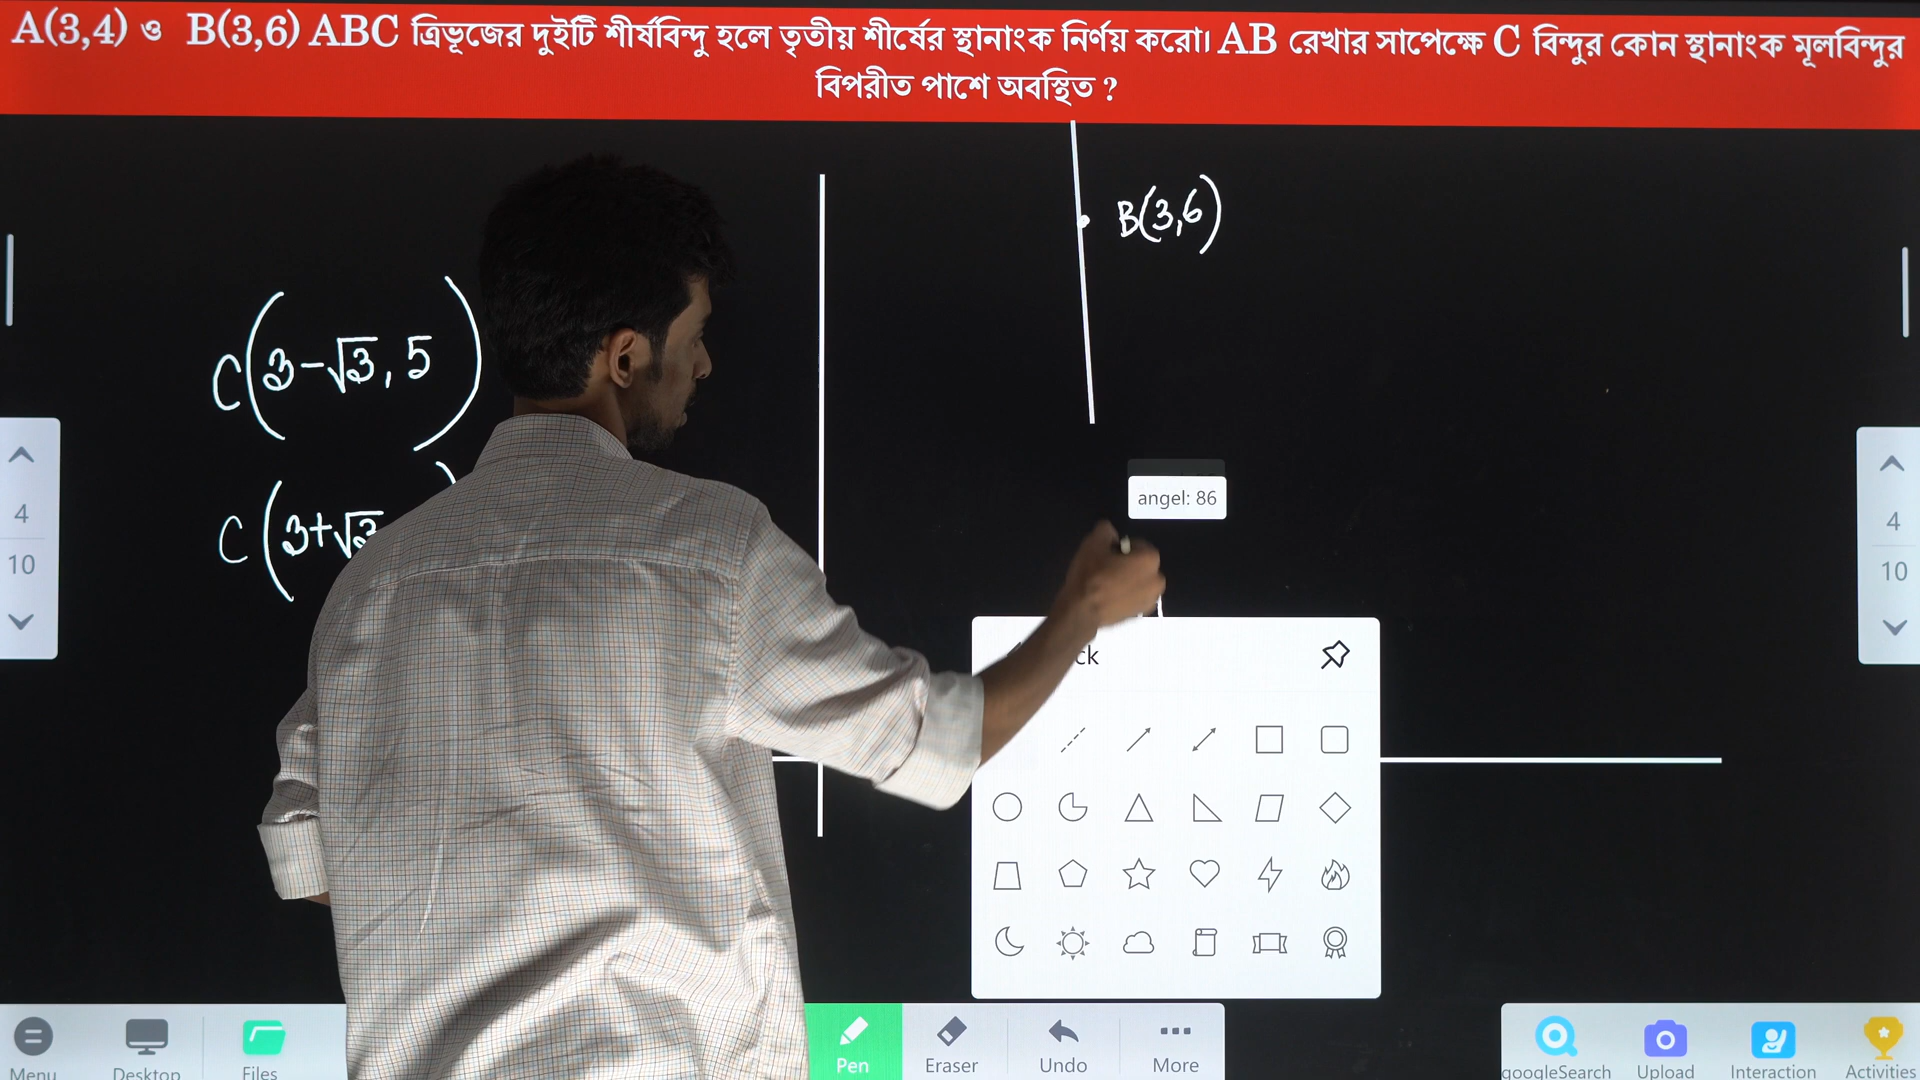 A(3,4) ও B(3,6) ABC ত্রিভূজের দুইটি শীর্ষবিন্দু হলে তৃতীয় শীর্ষের স্থানাংক নির্ণয় করো। AB রেখার সাপেক্ষে C বিন্দুর কোন স্থানাংক মূলবিন্দুর
বিপরীত পাশে অবস্থিত ?
B(3,6)
C(3-√3, 5)
C(3+√3
angel: 86
4
10
4
10
Menu Desktop Files Pen Eraser Undo More Upload Interaction Activities